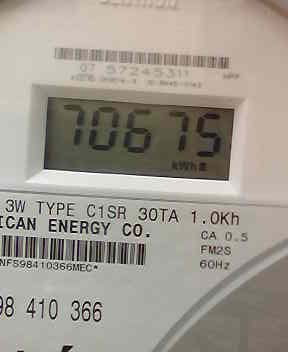 07 57245311
70675
kWh
3W TYPE C1SR 30TA 1.0Kh
ICAN ENERGY CO.
CA 0.5
FM2S
60Hz
NFS98410366MEC*
98 410 366